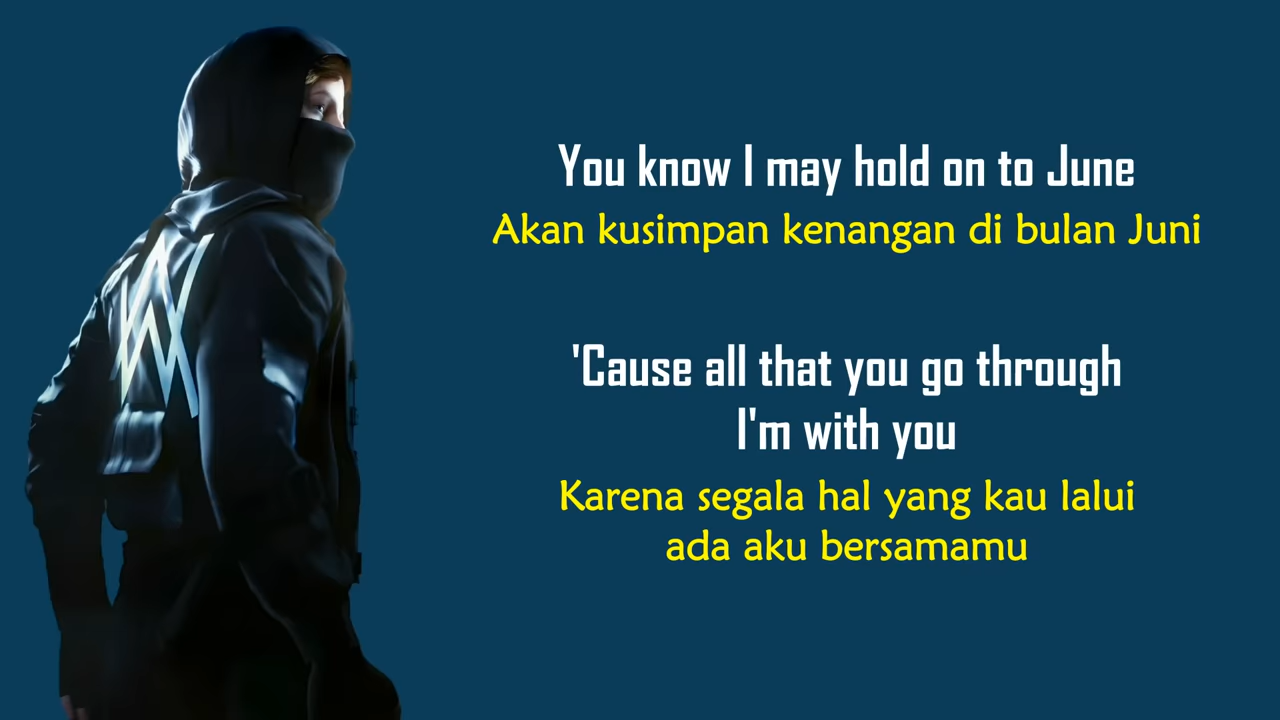 You know I may hold on to June
Akan kusimpan kenangan di bulan Juni
'Cause all that you go through
I'm with you
Karena segala hal yang kau lalui
ada aku bersamamu